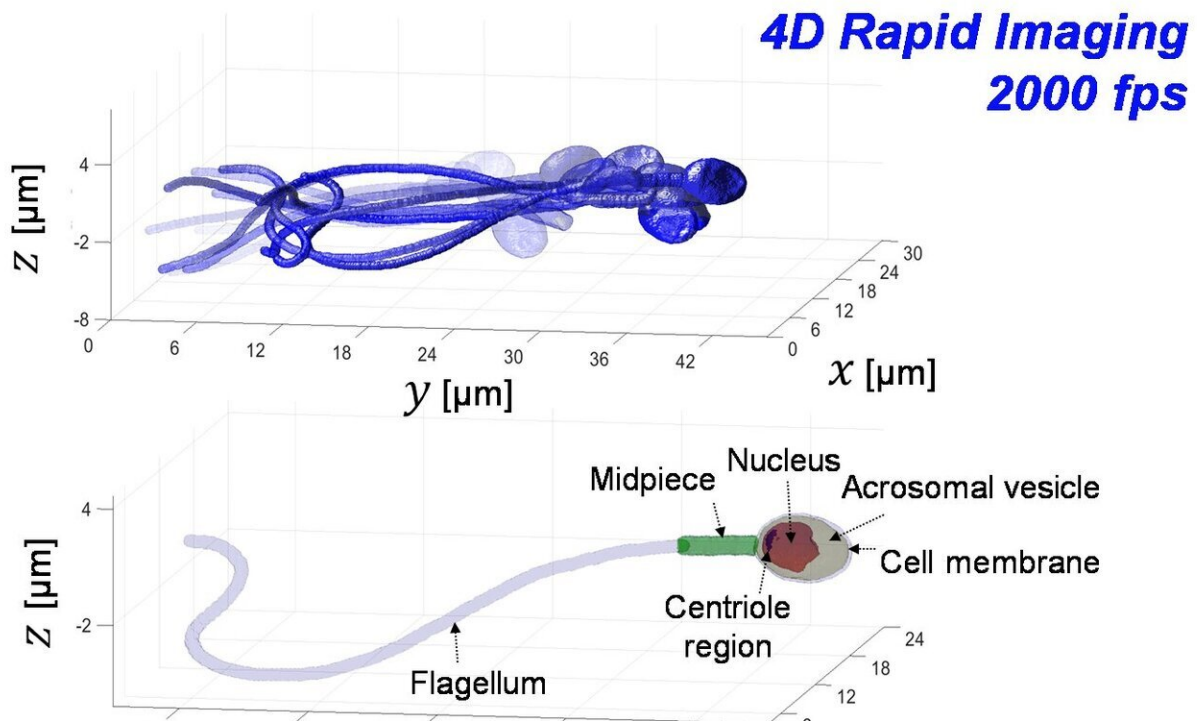 4D Rapid Imaging
2000 fps
4
-2
-8
z [µm]
0
6
12
18
24
30
36
42
y [µm]
0
6
12
18
24
30
x [µm]
Nucleus
Midpiece
Acrosomal vesicle
Cell membrane
Centriole
region
Flagellum
4
-2
z [µm]
24
18
12